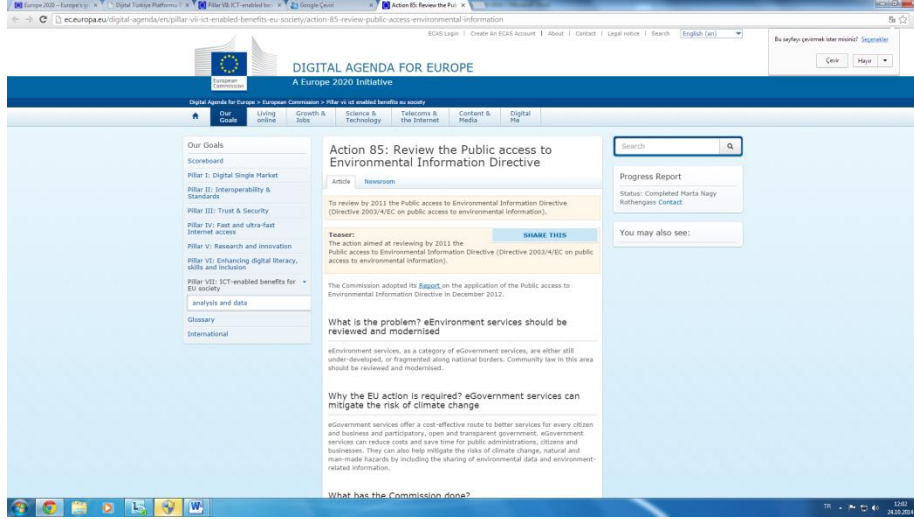 Europe 2020 – Europe's g
Dijital Türkiye Platformu
Pillar VII: ICT-enabled be
Google Çeviri
Action 85: Review the Pub
ec.europa.eu/digital-agenda/en/pillar-vii-ict-enabled-benefits-eu-society/action-85-review-public-access-environmental-information
ECAS Login | Create An ECAS Account | About | Contact | Legal notice | Search English (en)
Bu sayfayı çevirmek ister misiniz? Seçenekler
Çevir Hayır
European
Commission
DIGITAL AGENDA FOR EUROPE
A Europe 2020 Initiative
Digital Agenda for Europe > European Commission > Pillar vii ict enabled benefits eu society
Our Goals
Living online
Growth & Jobs
Science & Technology
Telecoms & the Internet
Content & Media
Digital Me
Our Goals
Scoreboard
Pillar I: Digital Single Market
Pillar II: Interoperability &
Standards
Pillar III: Trust & Security
Pillar IV: Fast and ultra-fast
Internet access
Pillar V: Research and innovation
Pillar VI: Enhancing digital literacy,
skills and inclusion
Pillar VII: ICT-enabled benefits for
EU society
analysis and data
Glossary
International
Action 85: Review the Public access to
Environmental Information Directive
Article Newsroom
To review by 2011 the Public access to Environmental Information Directive
(Directive 2003/4/EC on public access to environmental information).
Teaser:
SHARE THIS
The action aimed at reviewing by 2011 the
Public access to Environmental Information Directive (Directive 2003/4/EC on public
access to environmental information).
The Commission adopted its Report on the application of the Public access to
Environmental Information Directive in December 2012.
What is the problem? eEnvironment services should be
reviewed and modernised
eEnvironment services, as a category of eGovernment services, are either still
under-developed, or fragmented along national borders. Community law in this area
should be reviewed and modernised.
Why the EU action is required? eGovernment services can
mitigate the risk of climate change
eGovernment services offer a cost-effective route to better services for every citizen
and business and participatory, open and transparent government. eGovernment
services can reduce costs and save time for public administrations, citizens and
businesses. They can also help mitigate the risks of climate change, natural and
man-made hazards by including the sharing of environmental data and environment-
related information.
What has the Commission done?
Search
Progress Report
Status: Completed Marta Nagy
Rothengass Contact
You may also see:
TR
12:02
24.10.2014